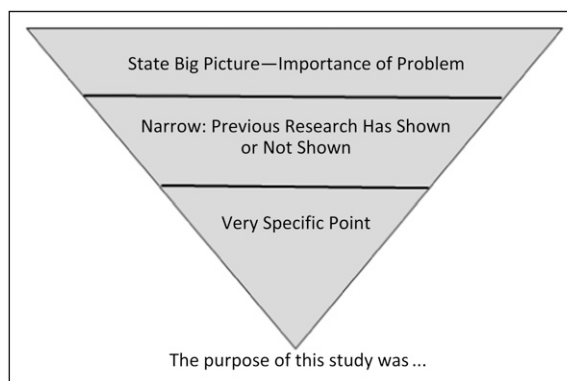 State Big Picture—Importance of Problem
Narrow: Previous Research Has Shown
or Not Shown
Very Specific Point
The purpose of this study was ...